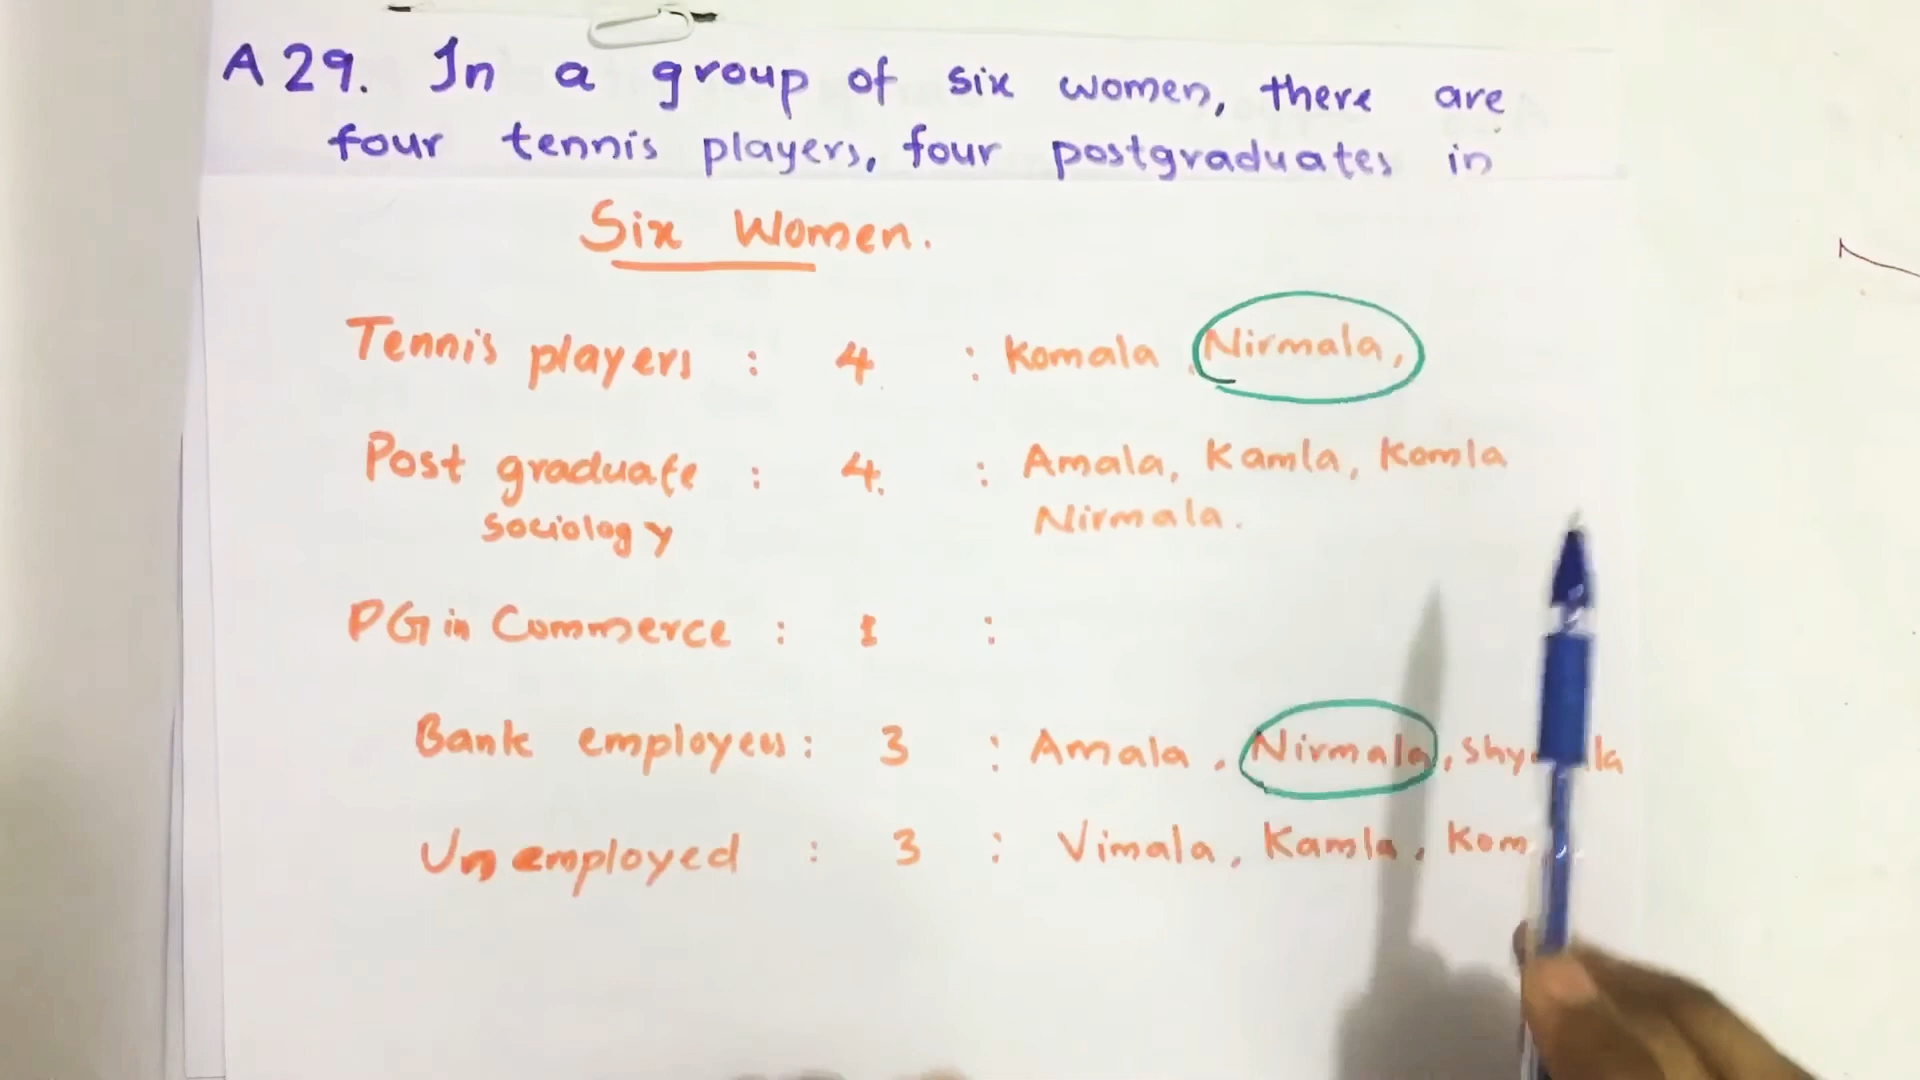 A29. In a group of six women, there are
four tennis players, four postgraduates in
Six Women.
Tennis players : 4 : Komala, Nirmala,
Post graduate : 4. : Amala, Kamla, Komla
sociology Nirmala.
PG in Commerce : 1 :
Bank employees : 3 : Amala, Nirmala,
Unemployed : 3 : Vimala, Kamla,